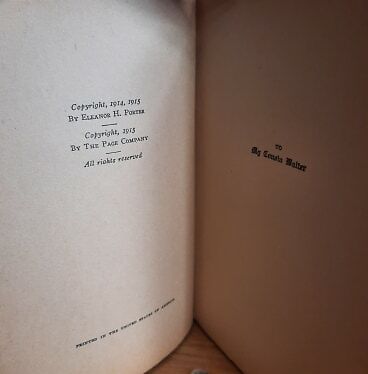 Copyright, 1914, 1915
By Eleanor H. Porter
Copyright, 1915
By The Page Company
All rights reserved
PRINTED IN THE UNITED STATES OF AMERICA
TO
My Cousin Walter